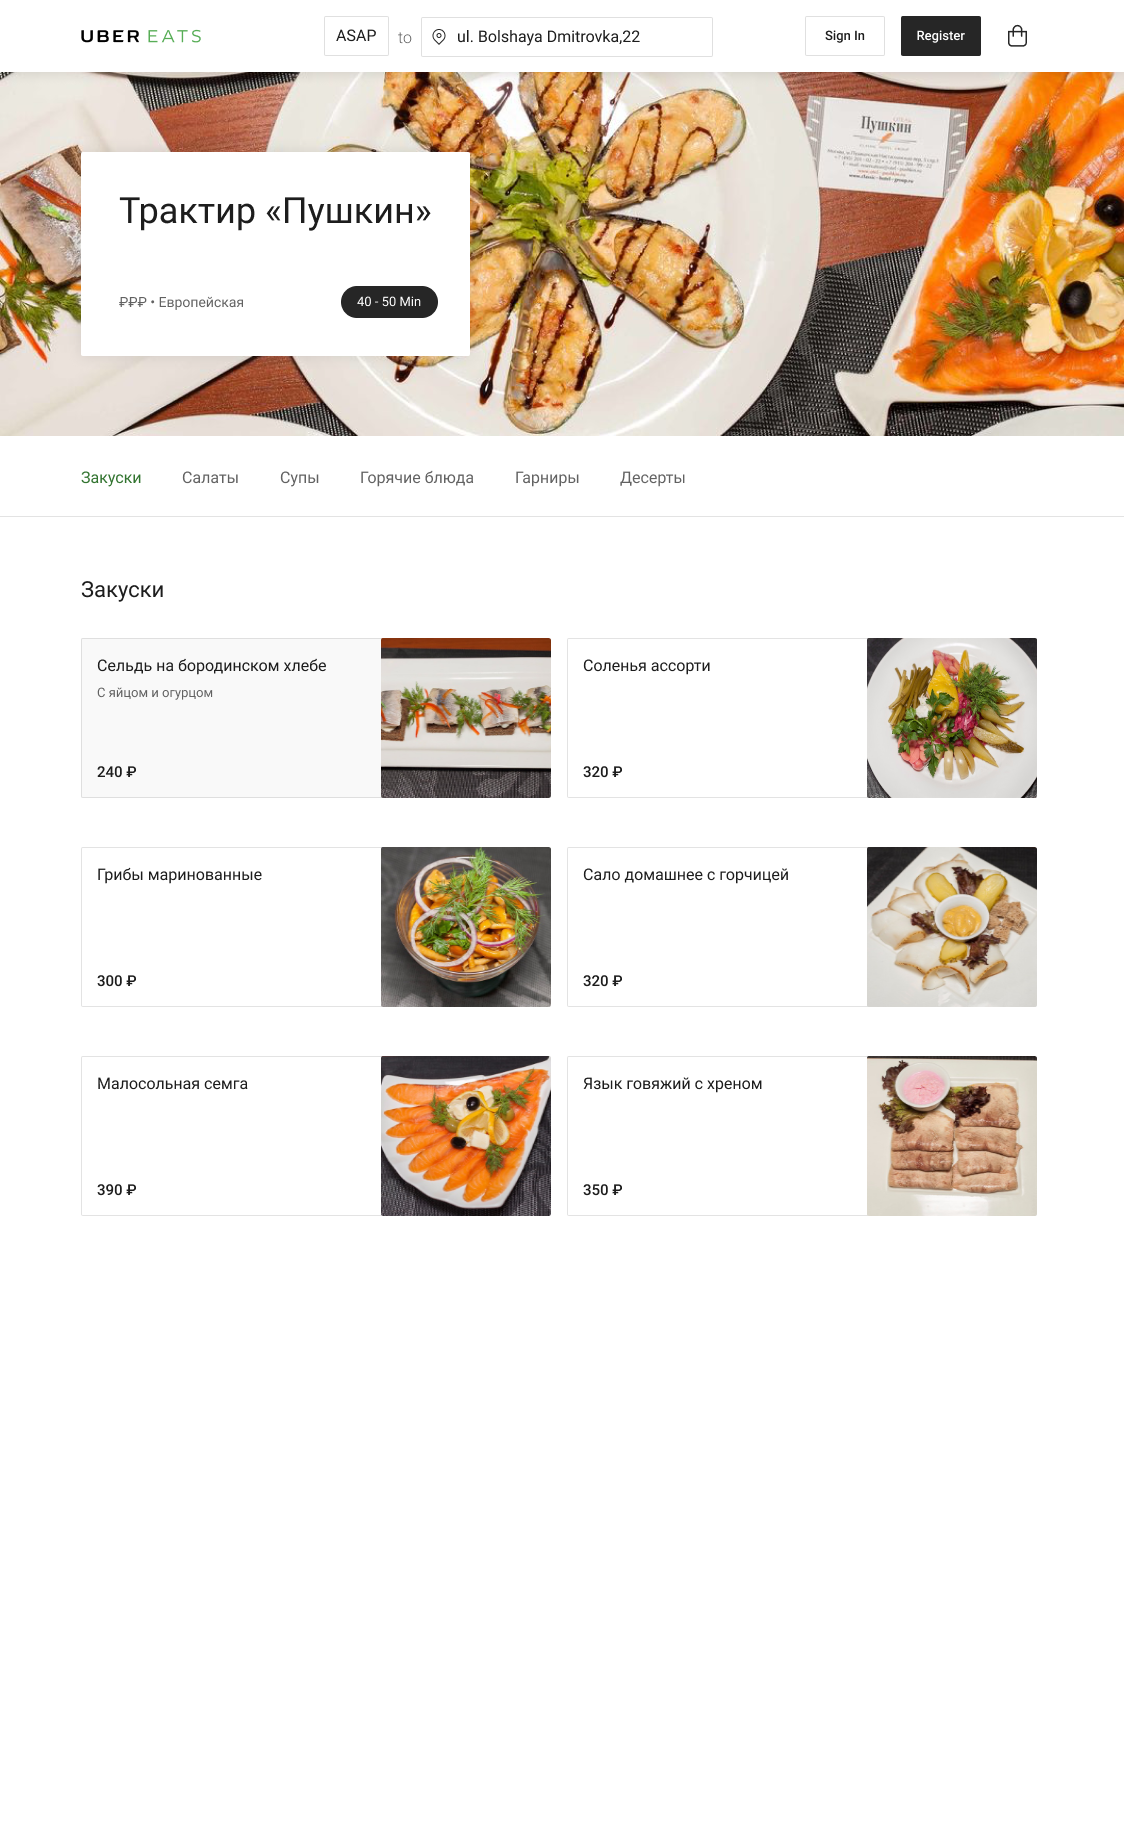 UBER EATS
ASAP
to
ul. Bolshaya Dmitrovka,22
Sign In
Register
Пушкин
Трактир «Пушкин»
₽₽₽ • Европейская
40 - 50 Min
Закуски
Салаты
Супы
Горячие блюда
Гарниры
Десерты
Закуски
Сельдь на бородинском хлебе
С яйцом и огурцом
240 ₽
Соленья ассорти
320 ₽
Грибы маринованные
300 ₽
Сало домашнее с горчицей
320 ₽
Малосольная семга
390 ₽
Язык говяжий с хреном
350 ₽